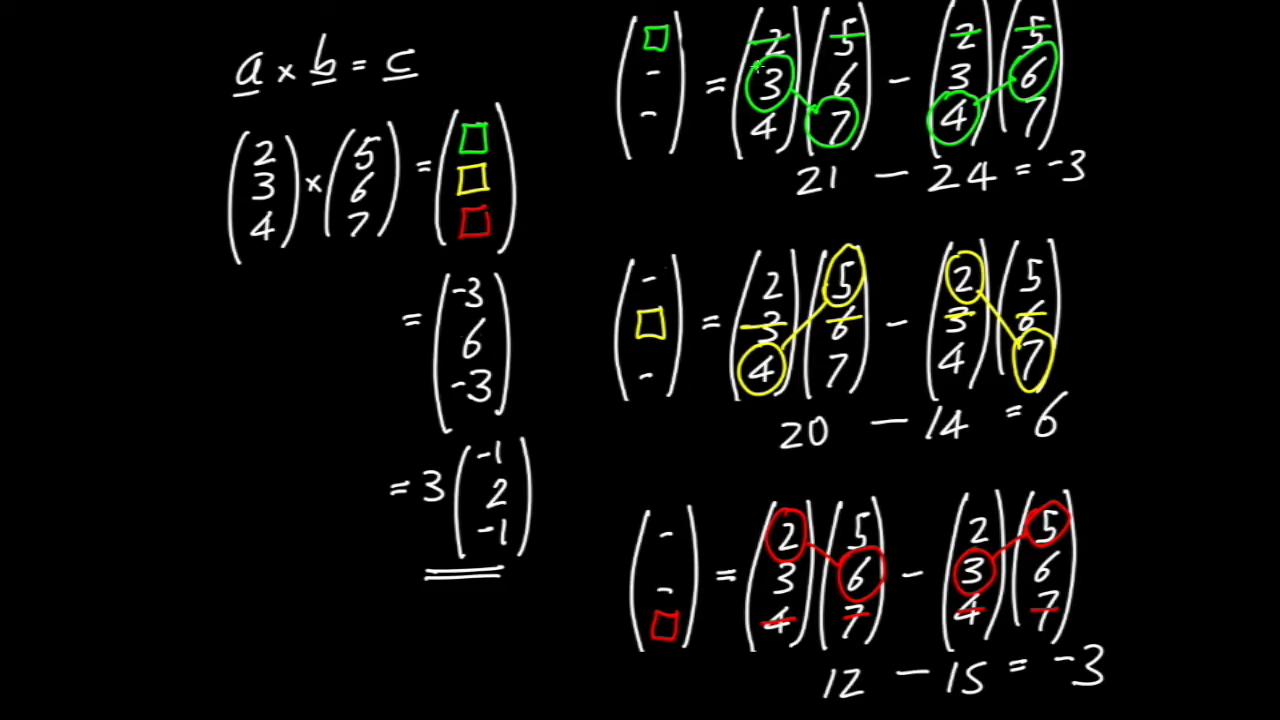 a × b = c
(2 3 4) × (5 6 7) = (□ □ □)
= (-3 6 -3)
= 3 (-1 2 -1)
(□ - -) = (2 3 4) (5 6 7) - (2 3 4) (5 6 7)
21 - 24 = -3
(- □ -) = (2 3 4) (5 6 7) - (2 3 4) (5 6 7)
20 - 14 = 6
(- - □) = (2 3 4) (5 6 7) - (2 3 4) (5 6 7)
12 - 15 = -3